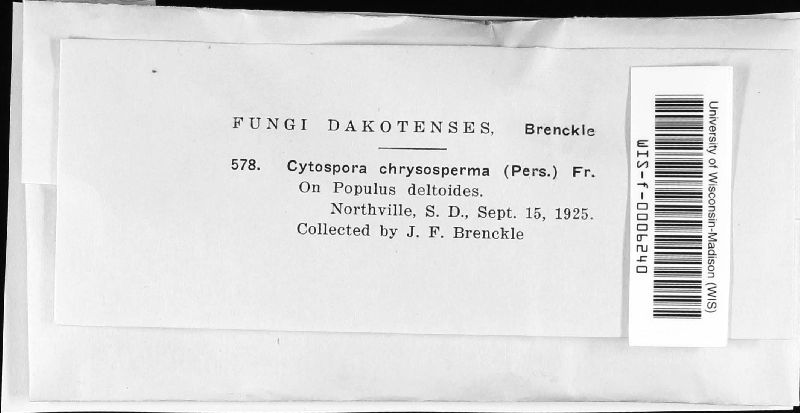 FUNGI DAKOTENSES, Brenckle
578. Cytospora chrysosperma (Pers.) Fr.
On Populus deltoides.
Northville, S. D., Sept. 15, 1925.
Collected by J. F. Brenckle
University of Wisconsin-Madison (WIS)
WIS-f-0009240